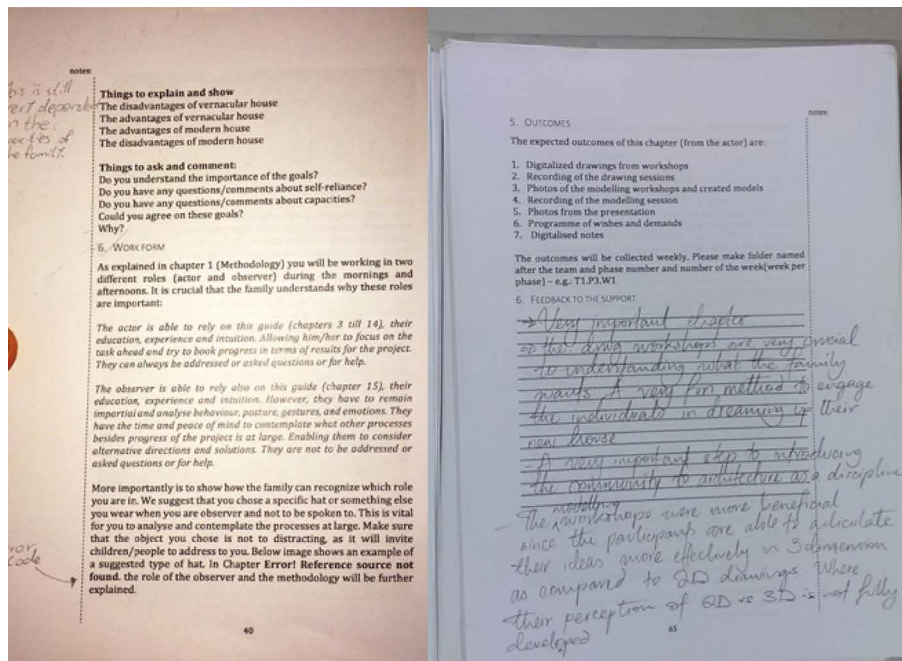 notes:
this is still
very dependent
on the
capacities of
the family.
Things to explain and show
The disadvantages of vernacular house
The advantages of vernacular house
The advantages of modern house
The disadvantages of modern house
Things to ask and comment:
Do you understand the importance of the goals?
Do you have any questions/comments about self-reliance?
Do you have any questions/comments about capacities?
Could you agree on these goals?
Why?
6. WORK FORM
As explained in chapter 1 (Methodology) you will be working in two
different roles (actor and observer) during the mornings and
afternoons. It is crucial that the family understands why these roles
are important:
The actor is able to rely on this guide (chapters 3 till 14), their
education, experience and intuition. Allowing him/her to focus on the
task ahead and try to book progress in terms of results for the project.
They can always be addressed or asked questions or for help.
The observer is able to rely also on this guide (chapter 15), their
education, experience and intuition. However, they have to remain
impartial and analyse behaviour, posture, gestures, and emotions. They
have the time and peace of mind to contemplate what other processes
besides progress of the project is at large. Enabling them to consider
alternative directions and solutions. They are not to be addressed or
asked questions or for help.
More importantly is to show how the family can recognize which role
you are in. We suggest that you chose a specific hat or something else
you wear when you are observer and not to be spoken to. This is vital
for you to analyse and contemplate the processes at large. Make sure
that the object you chose is not to distracting, as it will invite
children/people to address to you. Below image shows an example of
a suggested type of hat. In Chapter Error! Reference source not
found. the role of the observer and the methodology will be further
explained.
code
40
notes:
5. OUTCOMES
The expected outcomes of this chapter (from the actor) are:
1. Digitalized drawings from workshops
2. Recording of the drawing sessions
3. Photos of the modelling workshops and created models
4. Recording of the modelling session
5. Photos from the presentation
6. Programme of wishes and demands
7. Digitalised notes
The outcomes will be collected weekly. Please make folder named
after the team and phase number and number of the week(week per
phase) – e.g.: T1.P3.W1
6. FEEDBACK TO THE SUPPORT
→ Very important chapter
⇒ the drwg workshops are very crucial
to understanding what the family
wants. A very fun method to engage
the individuals in dreaming up their
new house
- A very important step to introducing
the community to architecture as a discipline
- The modelling workshops were more beneficial
since the participants are able to articulate
their ideas more effectively in 3 dimension
as compared to 2D drawings where
their perception of 2D vs 3D is not fully
developed
45